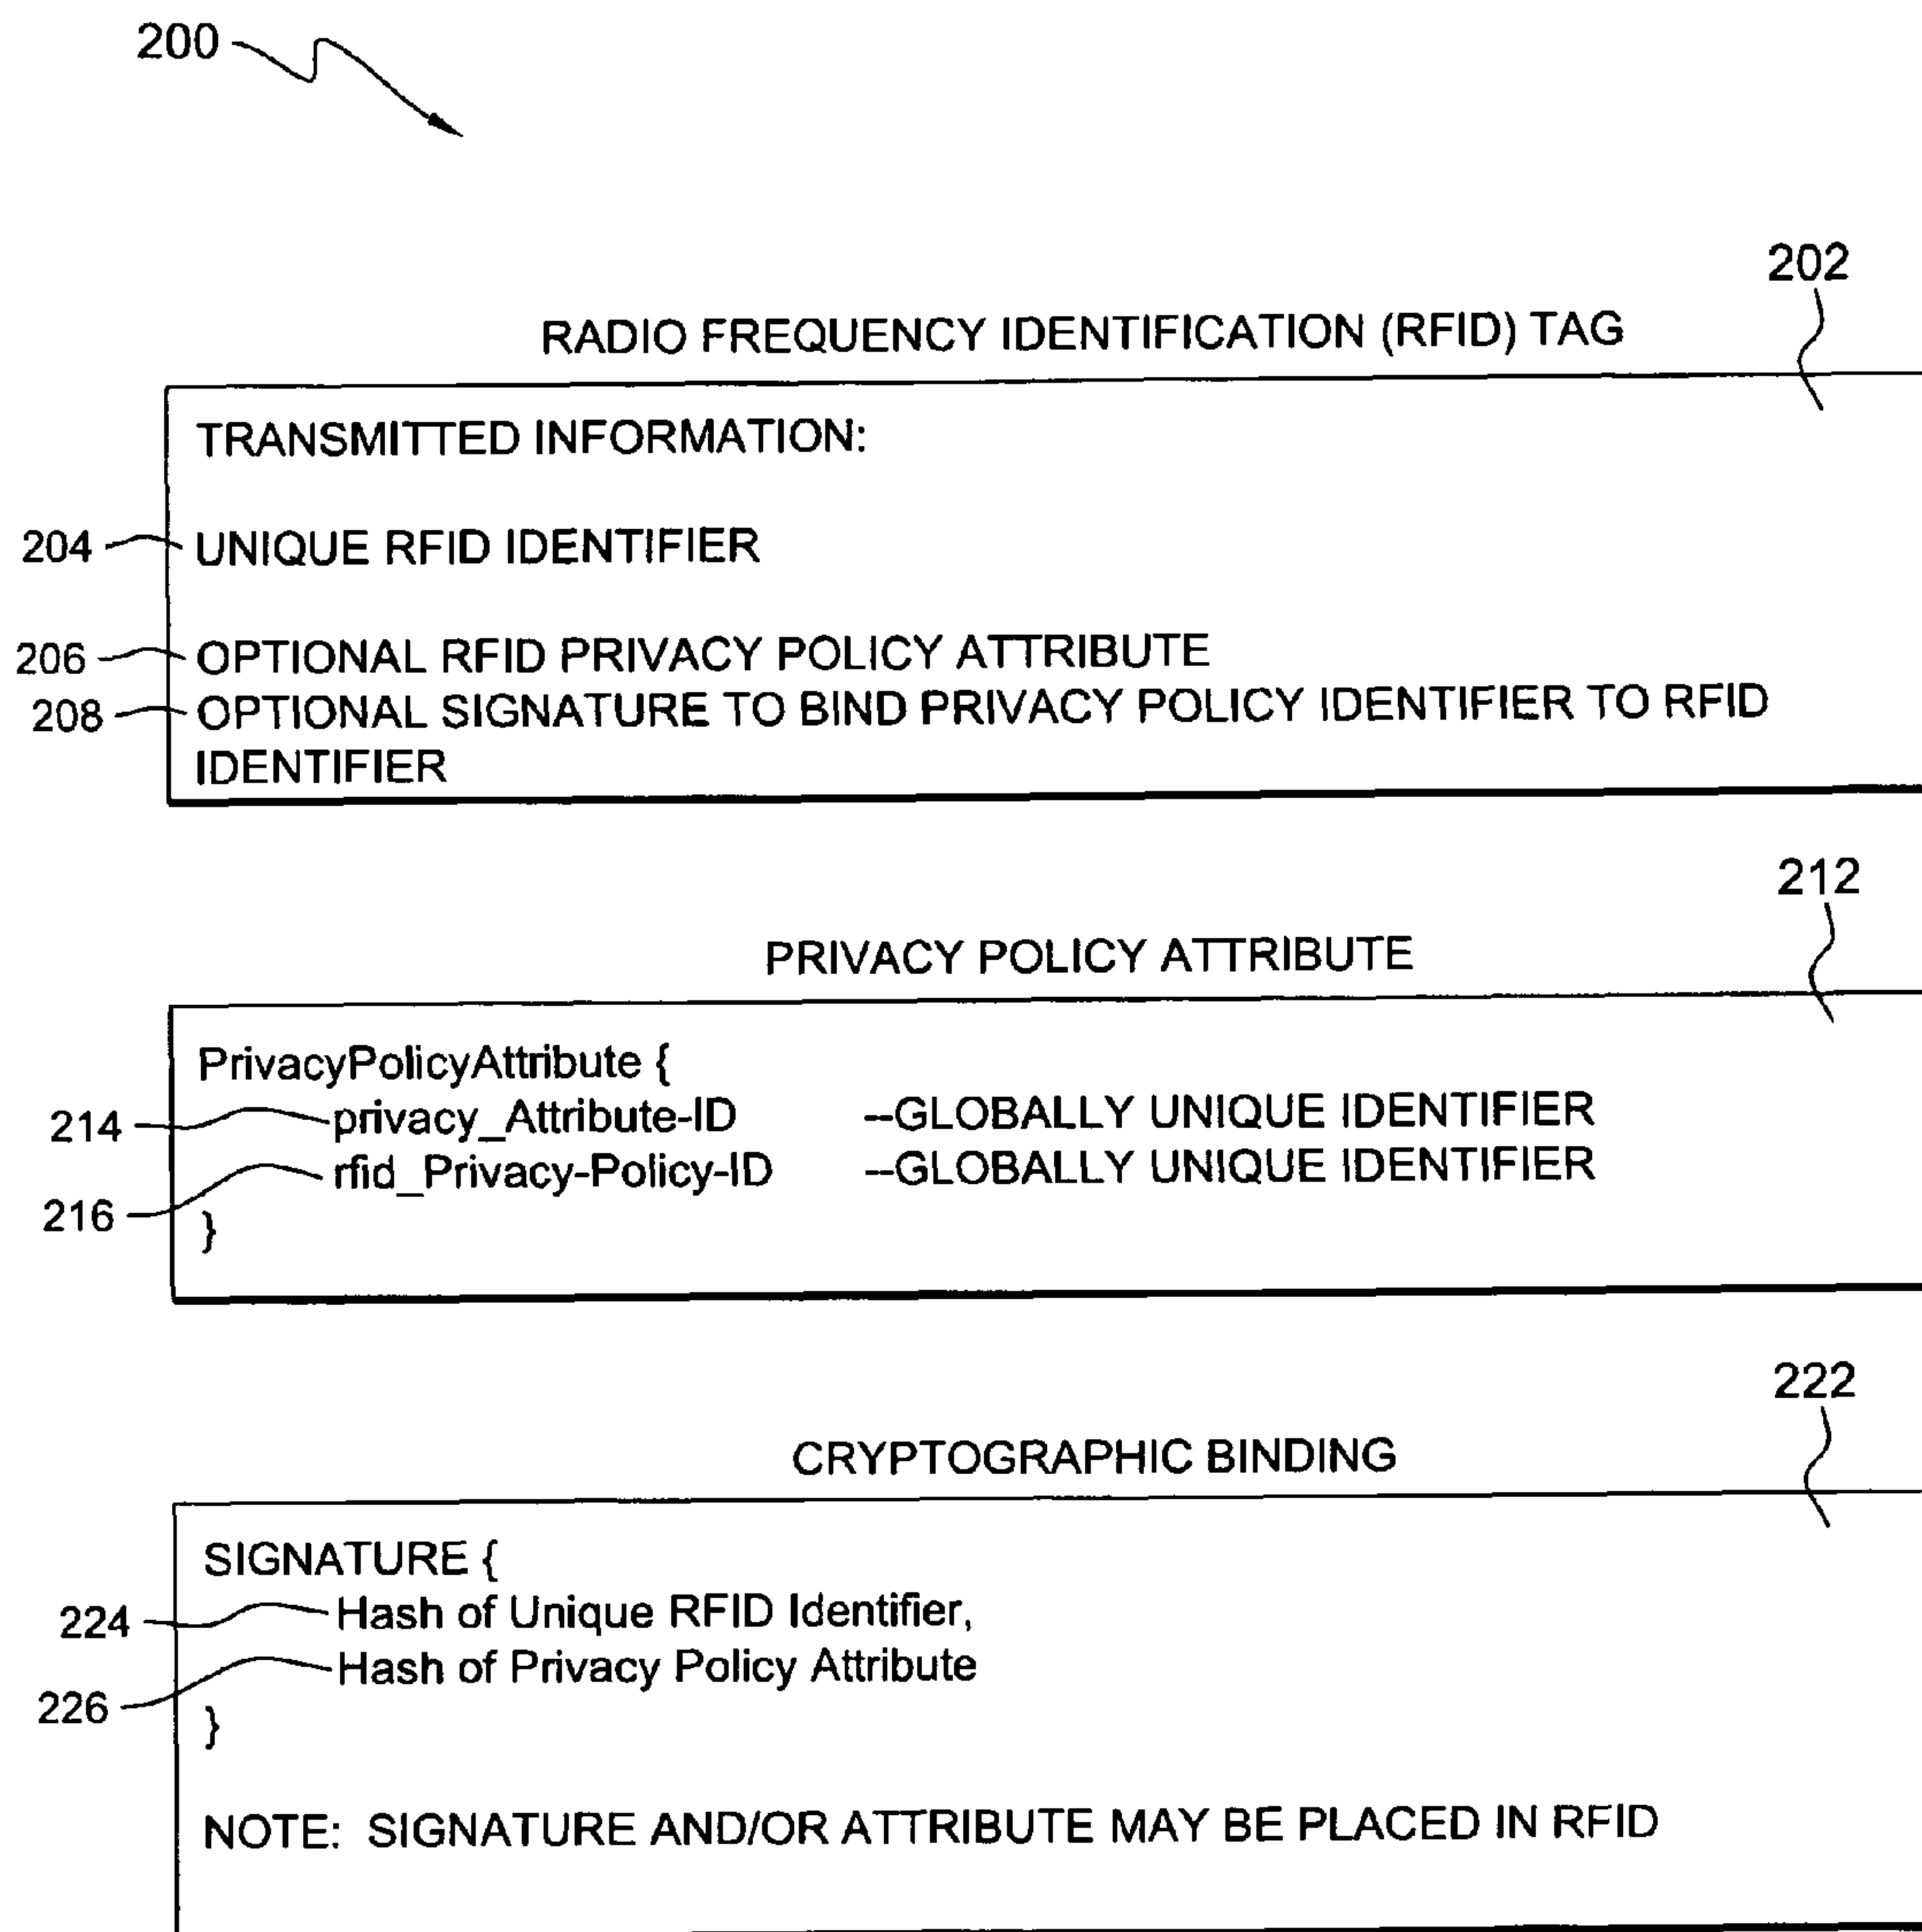 200
202
RADIO FREQUENCY IDENTIFICATION (RFID) TAG
TRANSMITTED INFORMATION:
204 UNIQUE RFID IDENTIFIER
206 OPTIONAL RFID PRIVACY POLICY ATTRIBUTE
208 OPTIONAL SIGNATURE TO BIND PRIVACY POLICY IDENTIFIER TO RFID
IDENTIFIER
212
PRIVACY POLICY ATTRIBUTE
PrivacyPolicyAttribute {
214 privacy_Attribute-ID --GLOBALLY UNIQUE IDENTIFIER
216 rfid_Privacy-Policy-ID --GLOBALLY UNIQUE IDENTIFIER
}
222
CRYPTOGRAPHIC BINDING
SIGNATURE {
224 Hash of Unique RFID Identifier,
226 Hash of Privacy Policy Attribute
}
NOTE: SIGNATURE AND/OR ATTRIBUTE MAY BE PLACED IN RFID